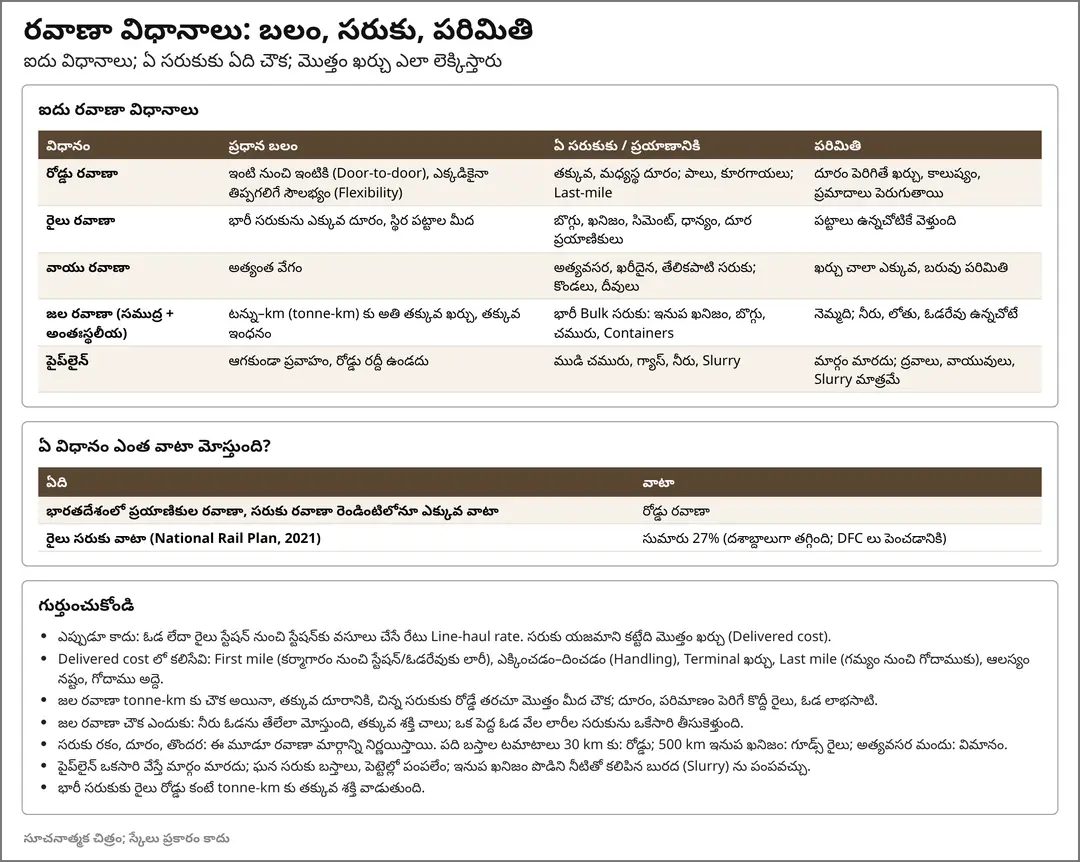 రవాణా విధానాలు: బలం, సరుకు, పరిమితి
ఐదు విధానాలు; ఏ సరుకుకు ఏది చౌక; మొత్తం ఖర్చు ఎలా లెక్కిస్తారు
ఐదు రవాణా విధానాలు
విధానం ప్రధాన బలం ఏ సరుకుకు / ప్రయాణానికి పరిమితి
రోడ్డు రవాణా ఇంటి నుంచి ఇంటికి (Door-to-door), ఎక్కడికైనా తిప్పగలిగే సౌలభ్యం (Flexibility) తక్కువ, మధ్యస్థ దూరం; పాలు, కూరగాయలు; Last-mile దూరం పెరిగితే ఖర్చు, కాలుష్యం, ప్రమాదాలు పెరుగుతాయి
రైలు రవాణా భారీ సరుకును ఎక్కువ దూరం, స్థిర పట్టాల మీద బొగ్గు, ఖనిజం, సిమెంట్, ధాన్యం, దూర ప్రయాణికులు పట్టాలు ఉన్నచోటికే వెళ్తుంది
వాయు రవాణా అత్యంత వేగం అత్యవసర, ఖరీదైన, తేలికపాటి సరుకు; కొండలు, దీవులు ఖర్చు చాలా ఎక్కువ, బరువు పరిమితి
జల రవాణా (సముద్ర + అంతఃస్థలీయ) టన్ను–km (tonne-km) కు అతి తక్కువ ఖర్చు, తక్కువ ఇంధనం భారీ Bulk సరుకు: ఇనుప ఖనిజం, బొగ్గు, చమురు, Containers నెమ్మది; నీరు, లోతు, ఓడరేవు ఉన్నచోటే
పైప్‌లైన్ ఆగకుండా ప్రవాహం, రోడ్డు రద్దీ ఉండదు ముడి చమురు, గ్యాస్, నీరు, Slurry మార్గం మారదు; ద్రవాలు, వాయువులు, Slurry మాత్రమే
ఏ విధానం ఎంత వాటా మోస్తుంది?
ఏది వాటా
భారతదేశంలో ప్రయాణికుల రవాణా, సరుకు రవాణా రెండింటిలోనూ ఎక్కువ వాటా రోడ్డు రవాణా
రైలు సరుకు వాటా (National Rail Plan, 2021) సుమారు 27% (దశాబ్దాలుగా తగ్గింది; DFC లు పెంచడానికి)
గుర్తుంచుకోండి
• ఎప్పుడూ కాదు: ఓడ లేదా రైలు స్టేషన్ నుంచి స్టేషన్‌కు వసూలు చేసే రేటు Line-haul rate. సరుకు యజమాని కట్టేది మొత్తం ఖర్చు (Delivered cost).
• Delivered cost లో కలిసేవి: First mile (కర్మాగారం నుంచి స్టేషన్/ఓడరేవుకు లారీ), ఎక్కించడం–దించడం (Handling), Terminal ఖర్చు, Last mile (గమ్యం నుంచి గోదాముకు), ఆలస్యం
నష్టం, గోదాము అద్దె.
• జల రవాణా tonne-km కు చౌక అయినా, తక్కువ దూరానికి, చిన్న సరుకుకు రోడ్డే తరచూ మొత్తం మీద చౌక; దూరం, పరిమాణం పెరిగే కొద్దీ రైలు, ఓడ లాభసాటి.
• జల రవాణా చౌక ఎందుకు: నీరు ఓడను తేలేలా మోస్తుంది, తక్కువ శక్తి చాలు; ఒక పెద్ద ఓడ వేల లారీల సరుకును ఒకేసారి తీసుకెళ్తుంది.
• సరుకు రకం, దూరం, తొందర: ఈ మూడూ రవాణా మార్గాన్ని నిర్ణయిస్తాయి. పది బస్తాల టమాటాలు 30 km కు: రోడ్డు; 500 km ఇనుప ఖనిజం: గూడ్స్ రైలు; అత్యవసర మందు: విమానం.
• పైప్‌లైన్ ఒకసారి వేస్తే మార్గం మారదు; ఘన సరుకు బస్తాలు, పెట్టెల్లో పంపలేం; ఇనుప ఖనిజం పొడిని నీటితో కలిపిన బురద (Slurry) ను పంపవచ్చు.
• భారీ సరుకుకు రైలు రోడ్డు కంటే tonne-km కు తక్కువ శక్తి వాడుతుంది.
సూచనాత్మక చిత్రం; స్కేలు ప్రకారం కాదు